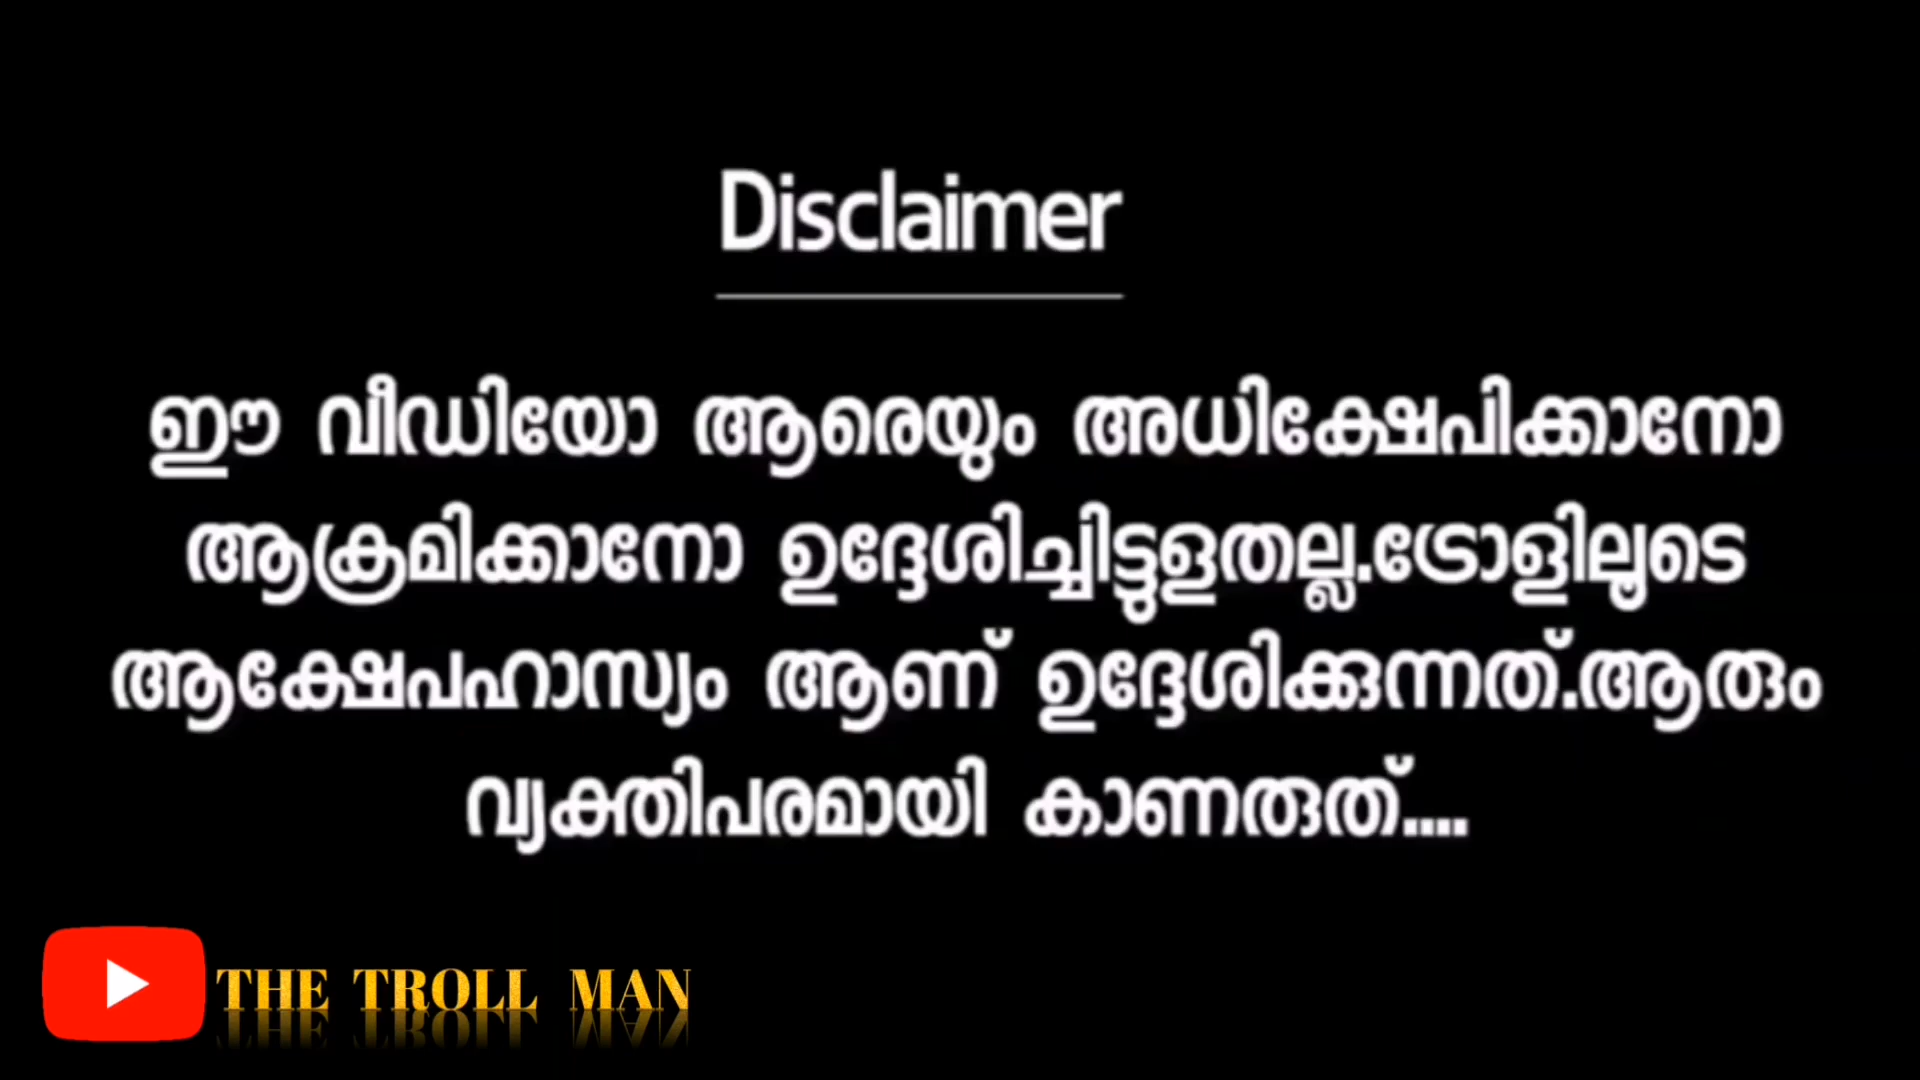 Disclaimer
ഈ വീഡിയോ ആരെയും അധിക്ഷേപിക്കാനോ
ആക്രമിക്കാനോ ഉദ്ദേശിച്ചിട്ടുളതല്ല.ട്രോളിലൂടെ
ആക്ഷേപഹാസ്യം ആണ് ഉദ്ദേശിക്കുന്നത്.ആരും
വ്യക്തിപരമായി കാണരുത്....
THE TROLL MAN